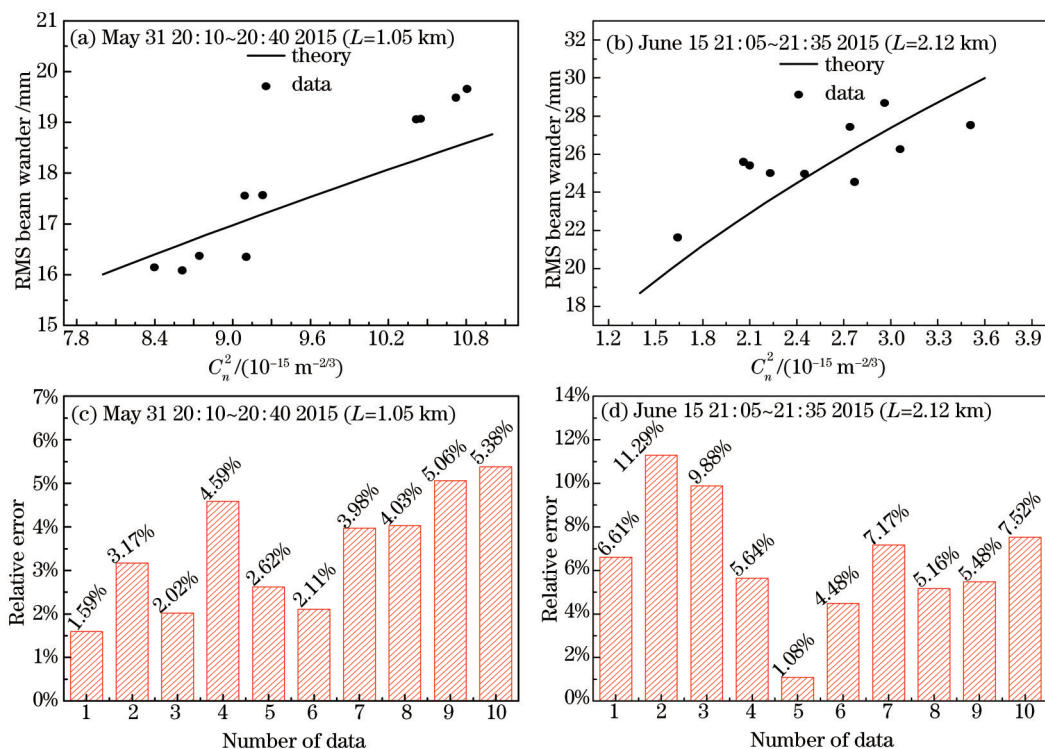 (a) May 31 20:10~20:40 2015 (L=1.05 km)
theory
data
RMS beam wander /mm
21
20
19
18
17
16
15
7.8 8.4 9.0 9.6 10.2 10.8
C_n^2/(10^-15 m^-2/3)
(b) June 15 21:05~21:35 2015 (L=2.12 km)
theory
data
RMS beam wander /mm
32
30
28
26
24
22
20
18
1.2 1.5 1.8 2.1 2.4 2.7 3.0 3.3 3.6 3.9
C_n^2/(10^-15 m^-2/3)
(c) May 31 20:10~20:40 2015 (L=1.05 km)
Relative error
7%
6%
5%
4%
3%
2%
1%
0%
1.59% 3.17% 2.02% 4.59% 2.62% 2.11% 3.98% 4.03% 5.06% 5.38%
1 2 3 4 5 6 7 8 9 10
Number of data
(d) June 15 21:05~21:35 2015 (L=2.12 km)
Relative error
14%
12%
10%
8%
6%
4%
2%
0%
6.61% 11.29% 9.88% 5.64% 1.08% 4.48% 7.17% 5.16% 5.48% 7.52%
1 2 3 4 5 6 7 8 9 10
Number of data